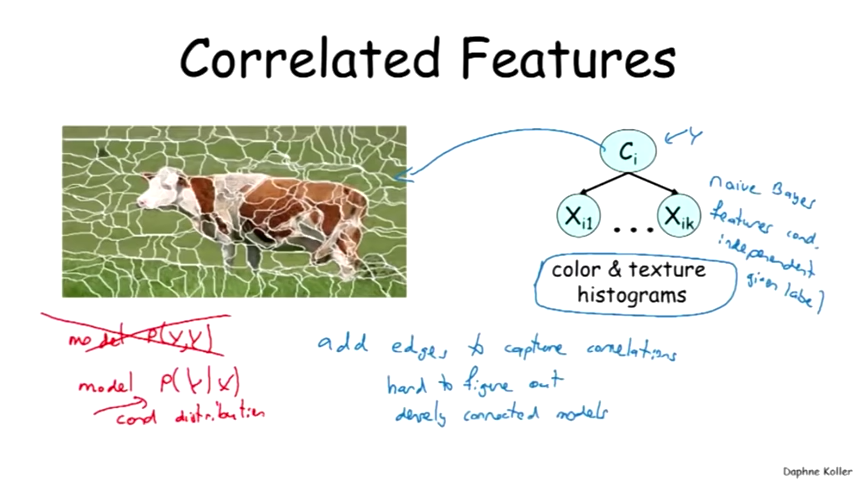 Correlated Features
Cᵢ
Y
Xᵢ₁ ... Xᵢₖ
naive Bayes
features cond.
independent
given label
color & texture
histograms
model P(X,Y)
model P(Y|X)
cond distribution
add edges to capture correlations
hard to figure out
densely connected models
Daphne Koller